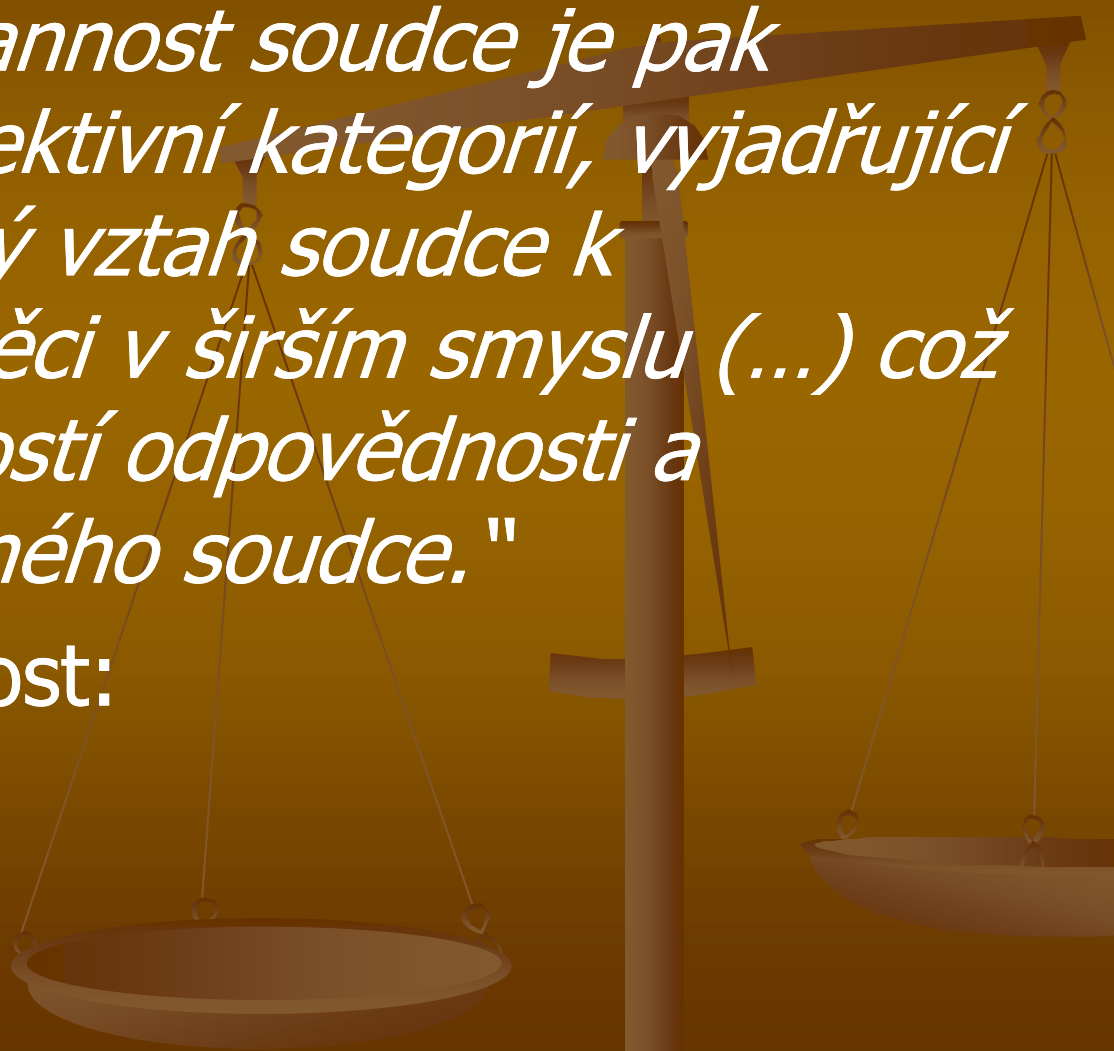 annost soudce je pak
ektivní kategorií, vyjadřující
ý vztah soudce k
ěci v širším smyslu (…) což
ostí odpovědnosti a
ného soudce."
ost: